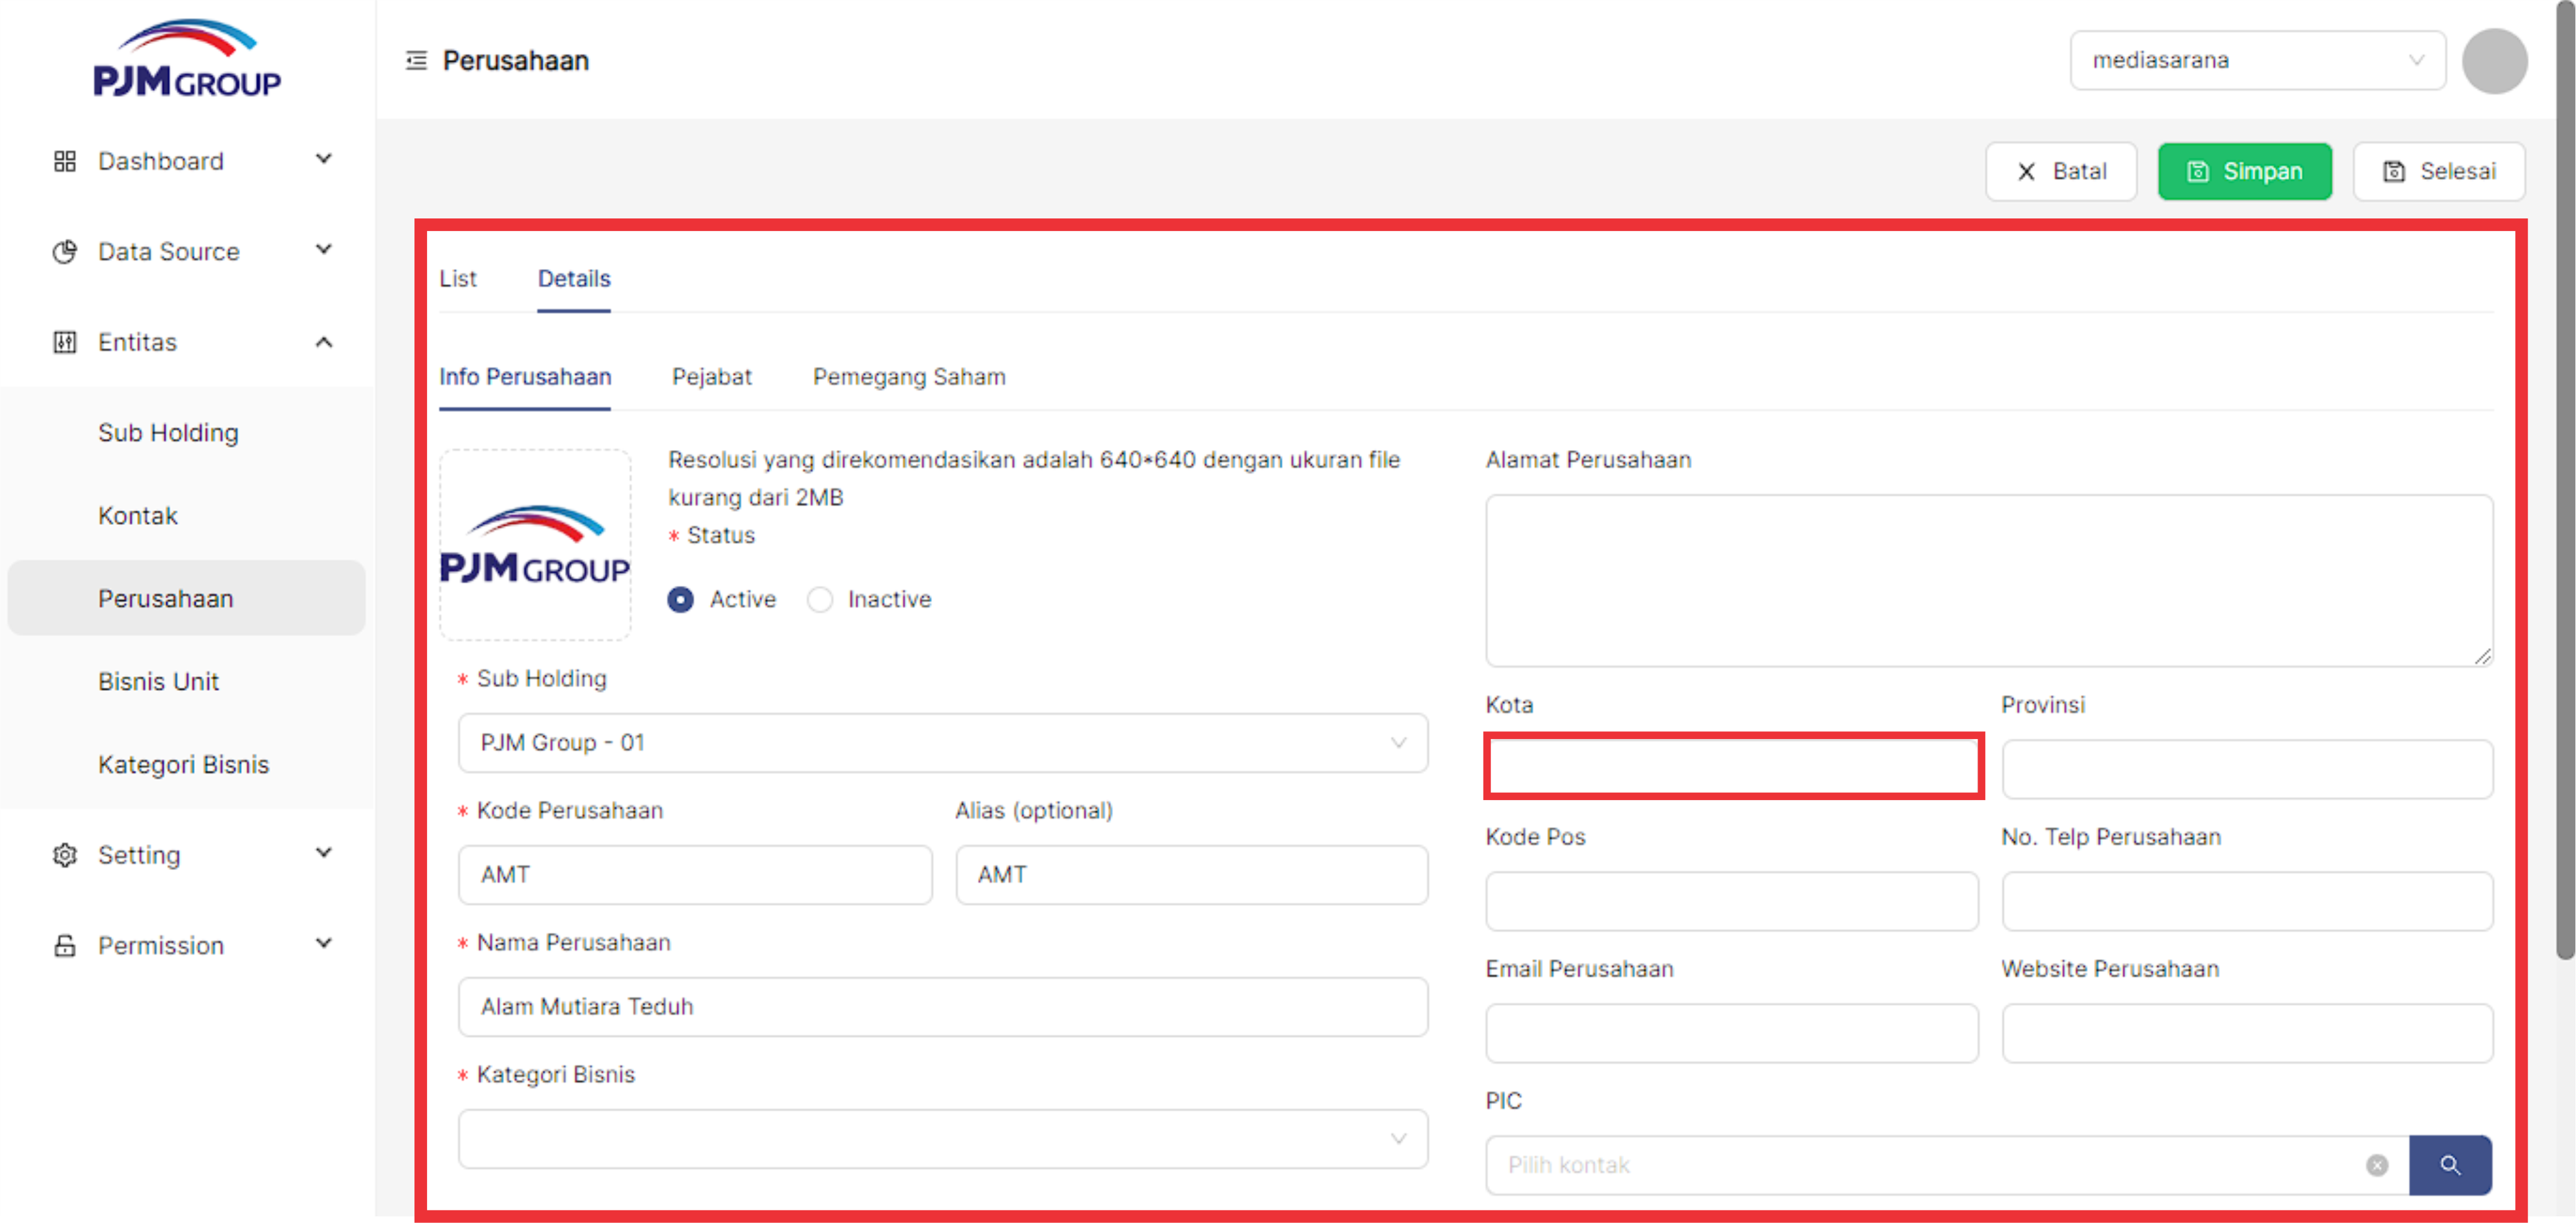 PJM GROUP
Perusahaan
mediasarana
Dashboard
Data Source
Entitas
Sub Holding
Kontak
Perusahaan
Bisnis Unit
Kategori Bisnis
Setting
Permission
Batal
Simpan
Selesai
List
Details
Info Perusahaan
Pejabat
Pemegang Saham
PJM GROUP
Resolusi yang direkomendasikan adalah 640*640 dengan ukuran file
kurang dari 2MB
* Status
Active
Inactive
* Sub Holding
PJM Group - 01
* Kode Perusahaan
Alias (optional)
AMT
AMT
* Nama Perusahaan
Alam Mutiara Teduh
* Kategori Bisnis
Alamat Perusahaan
Kota
Provinsi
Kode Pos
No. Telp Perusahaan
Email Perusahaan
Website Perusahaan
PIC
Pilih kontak